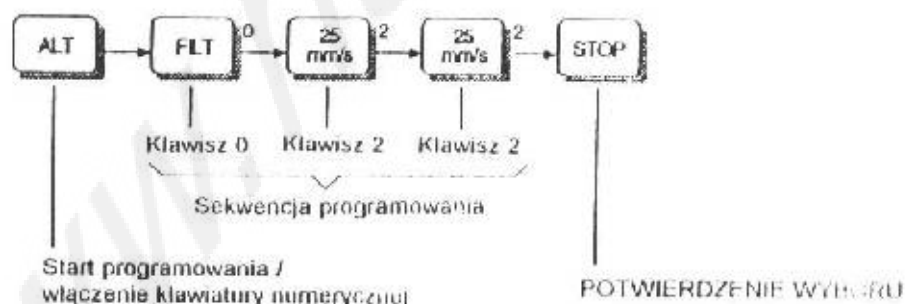 ALT FILT 0 25 mm/s 2 25 mm/s 2 STOP
Klawisz 0 Klawisz 2 Klawisz 2
Sekwencja programowania
Start programowania /
włączenie klawiatury numerycznej
POTWIERDZENIE WYBORU